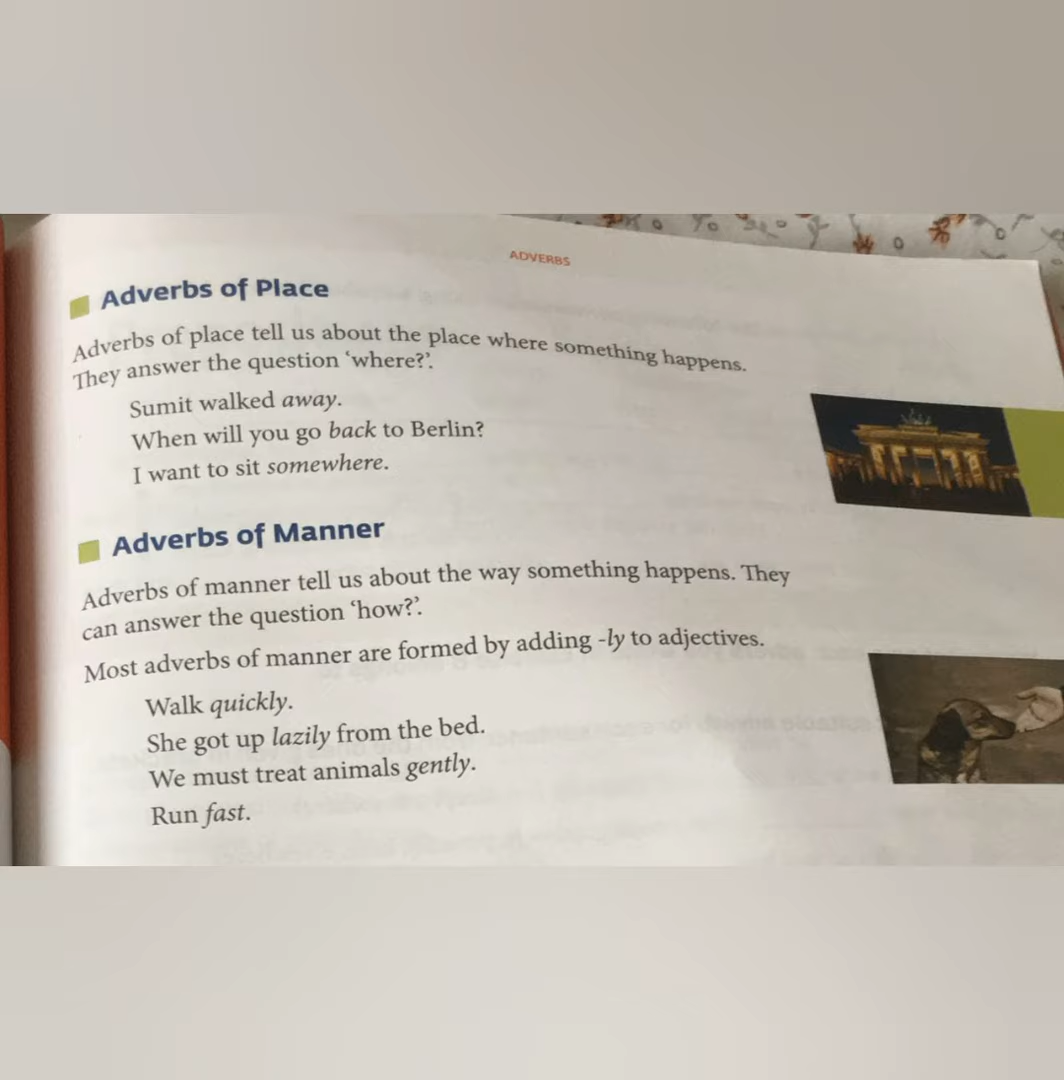 ADVERBS
Adverbs of Place
Adverbs of place tell us about the place where something happens.
They answer the question ‘where?’.
Sumit walked away.
When will you go back to Berlin?
I want to sit somewhere.
Adverbs of Manner
Adverbs of manner tell us about the way something happens. They
can answer the question ‘how?’.
Most adverbs of manner are formed by adding -ly to adjectives.
Walk quickly.
She got up lazily from the bed.
We must treat animals gently.
Run fast.